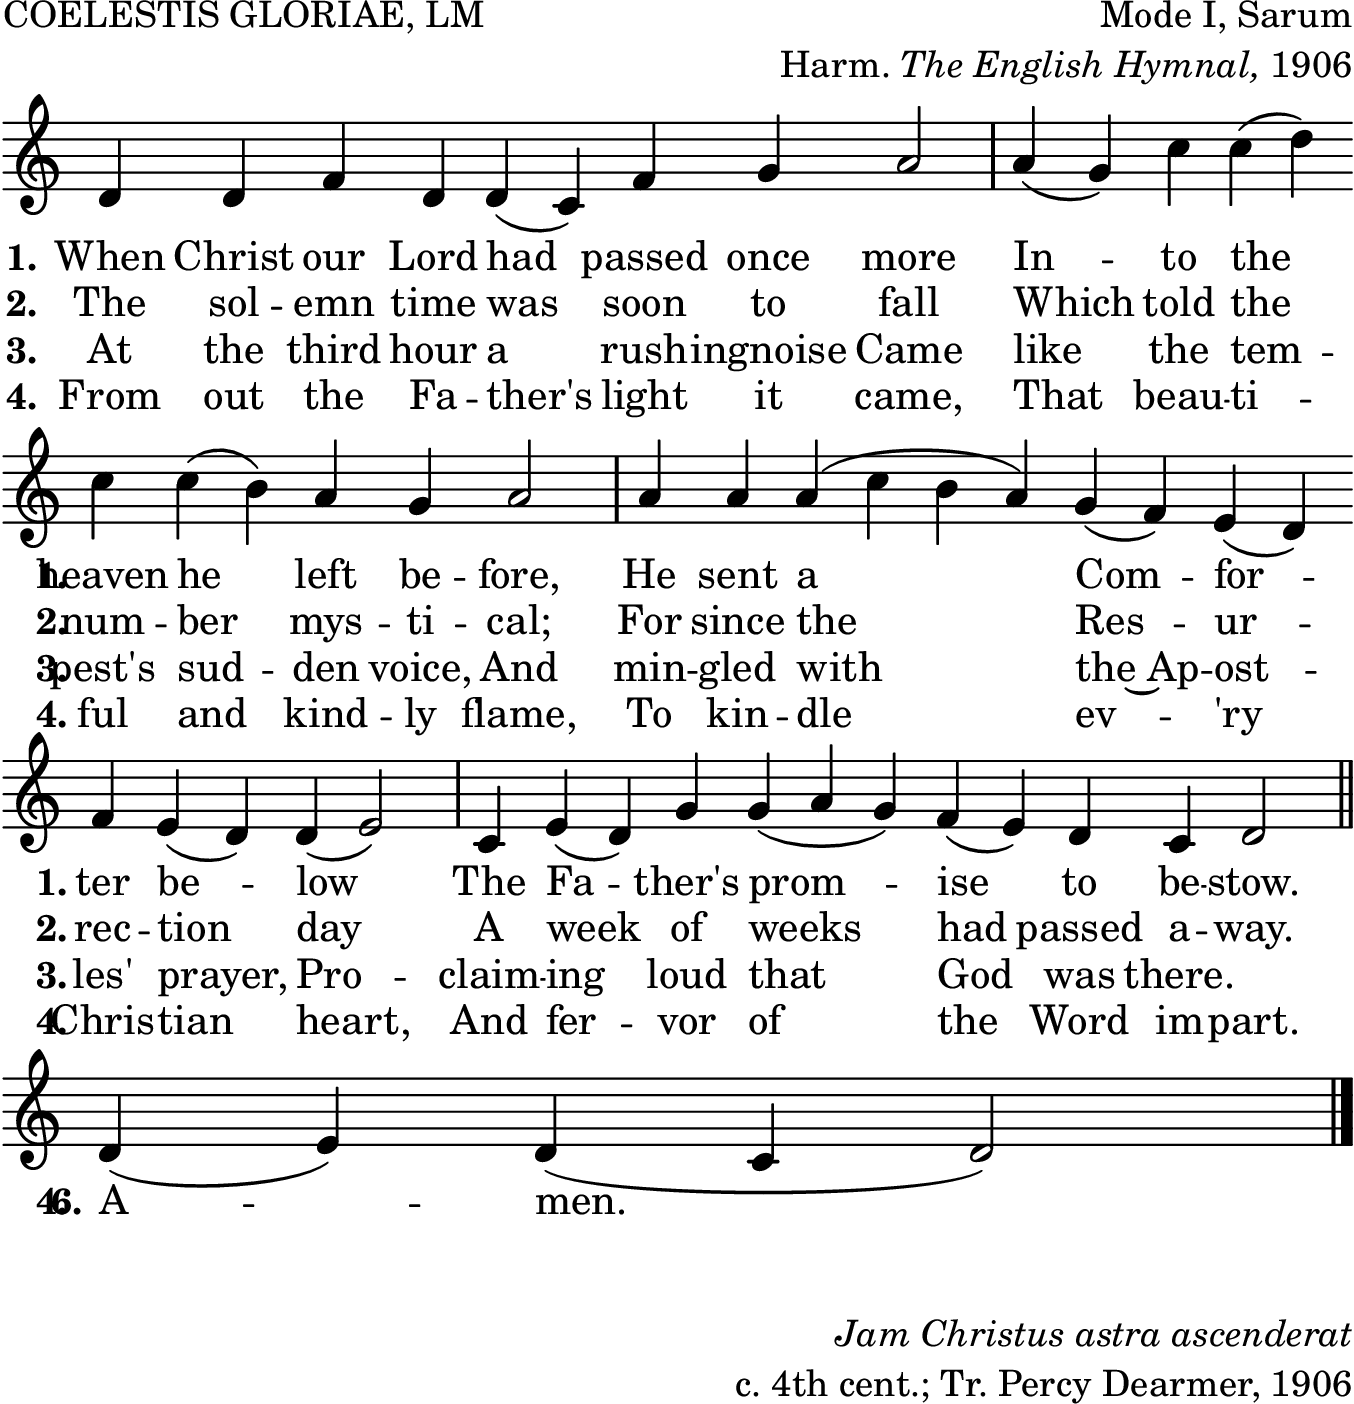 COELESTIS GLORIAE, LM Mode I, Sarum
Harm. The English Hymnal, 1906
1. When Christ our Lord had passed once more In -- to the
2. The sol -- emn time was soon to fall Which told the
3. At the third hour a rushingnoise Came like the tem --
4. From out the Fa -- ther's light it came, That beau -- ti --
1. heaven he left be -- fore, He sent a Com -- for --
2. num -- ber mys -- ti -- cal; For since the Res -- ur --
3. pest's sud -- den voice, And min -- gled with the‿Ap -- ost --
4. ful and kind -- ly flame, To kin -- dle ev -- 'ry
1. ter be -- low The Fa -- ther's prom -- ise to be -- stow.
2. rec -- tion day A week of weeks had passed a -- way.
3. les' prayer, Pro -- claim -- ing loud that God was there.
4. Christian heart, And fer -- vor of the Word impart.
4. 6. A -- -- men.
Jam Christus astra ascenderat
c. 4th cent.; Tr. Percy Dearmer, 1906